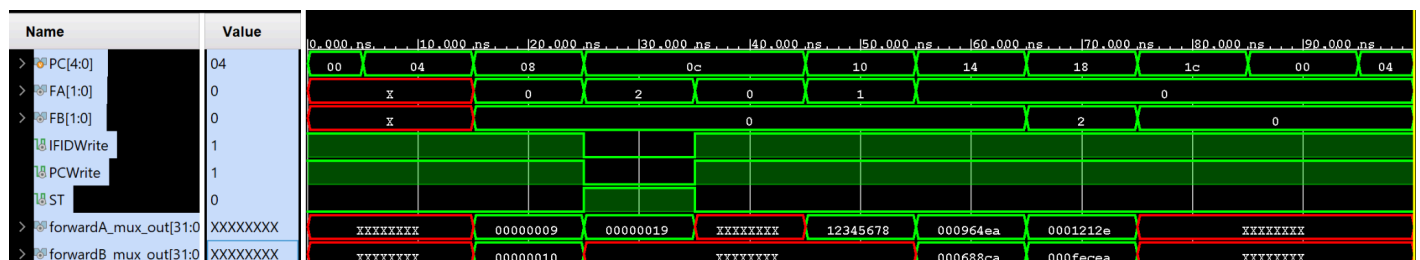 Name Value
0.000 ns 10.000 ns 20.000 ns 30.000 ns 40.000 ns 50.000 ns 60.000 ns 70.000 ns 80.000 ns 90.000 ns
PC[4:0] 04 00 04 08 0c 10 14 18 1c 00 04
FA[1:0] 0 X 0 2 0 1 0
FB[1:0] 0 X 0 2 0
IFIDWrite 1
PCWrite 1
ST 0
forwardA_mux_out[31:0 XXXXXXXX XXXXXXXX 00000009 00000019 XXXXXXXX 12345678 000964ea 0001212e XXXXXXXX
forwardB_mux_out[31:0 XXXXXXXX XXXXXXXX 00000010 XXXXXXXX 000688ca 000fecea XXXXXXXX